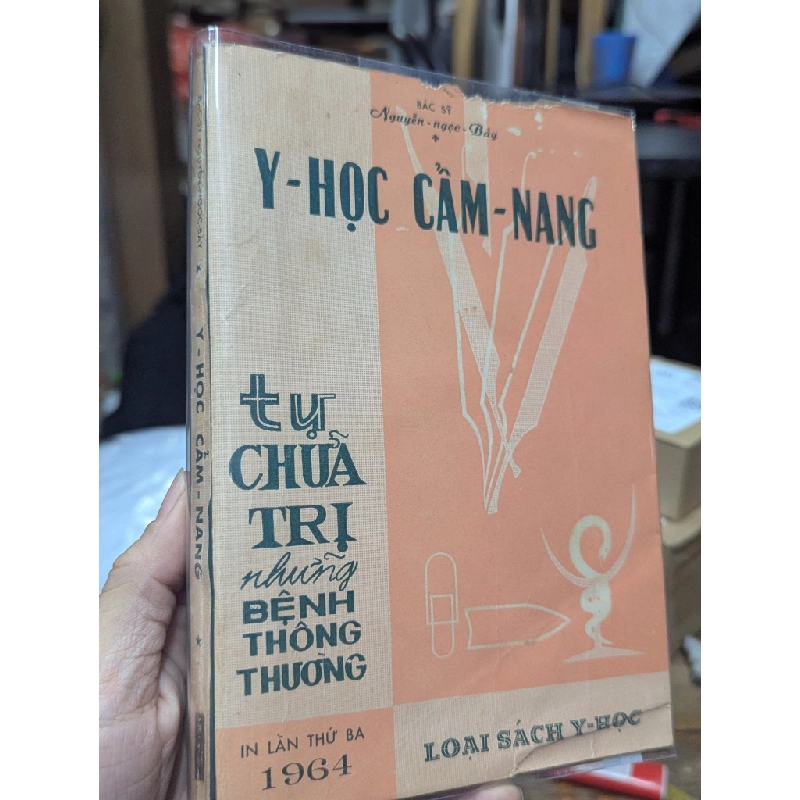 BÁC SỸ
Nguyễn-ngọc-Bảy
Y-HỌC CẨM-NANG
tự
CHỮA
TRỊ
những
BỆNH
THÔNG
THƯỜNG
IN LẦN THỨ BA
1964
LOẠI SÁCH Y-HỌC
Y-HỌC CẨM-NANG